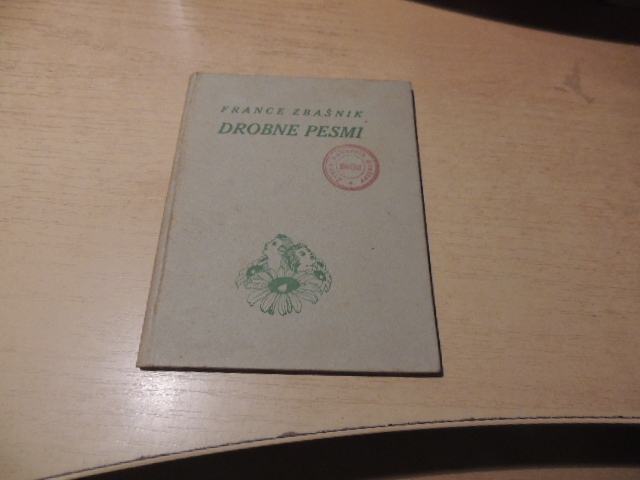 FRANCE ZBAŠNIK
DROBNE PESMI